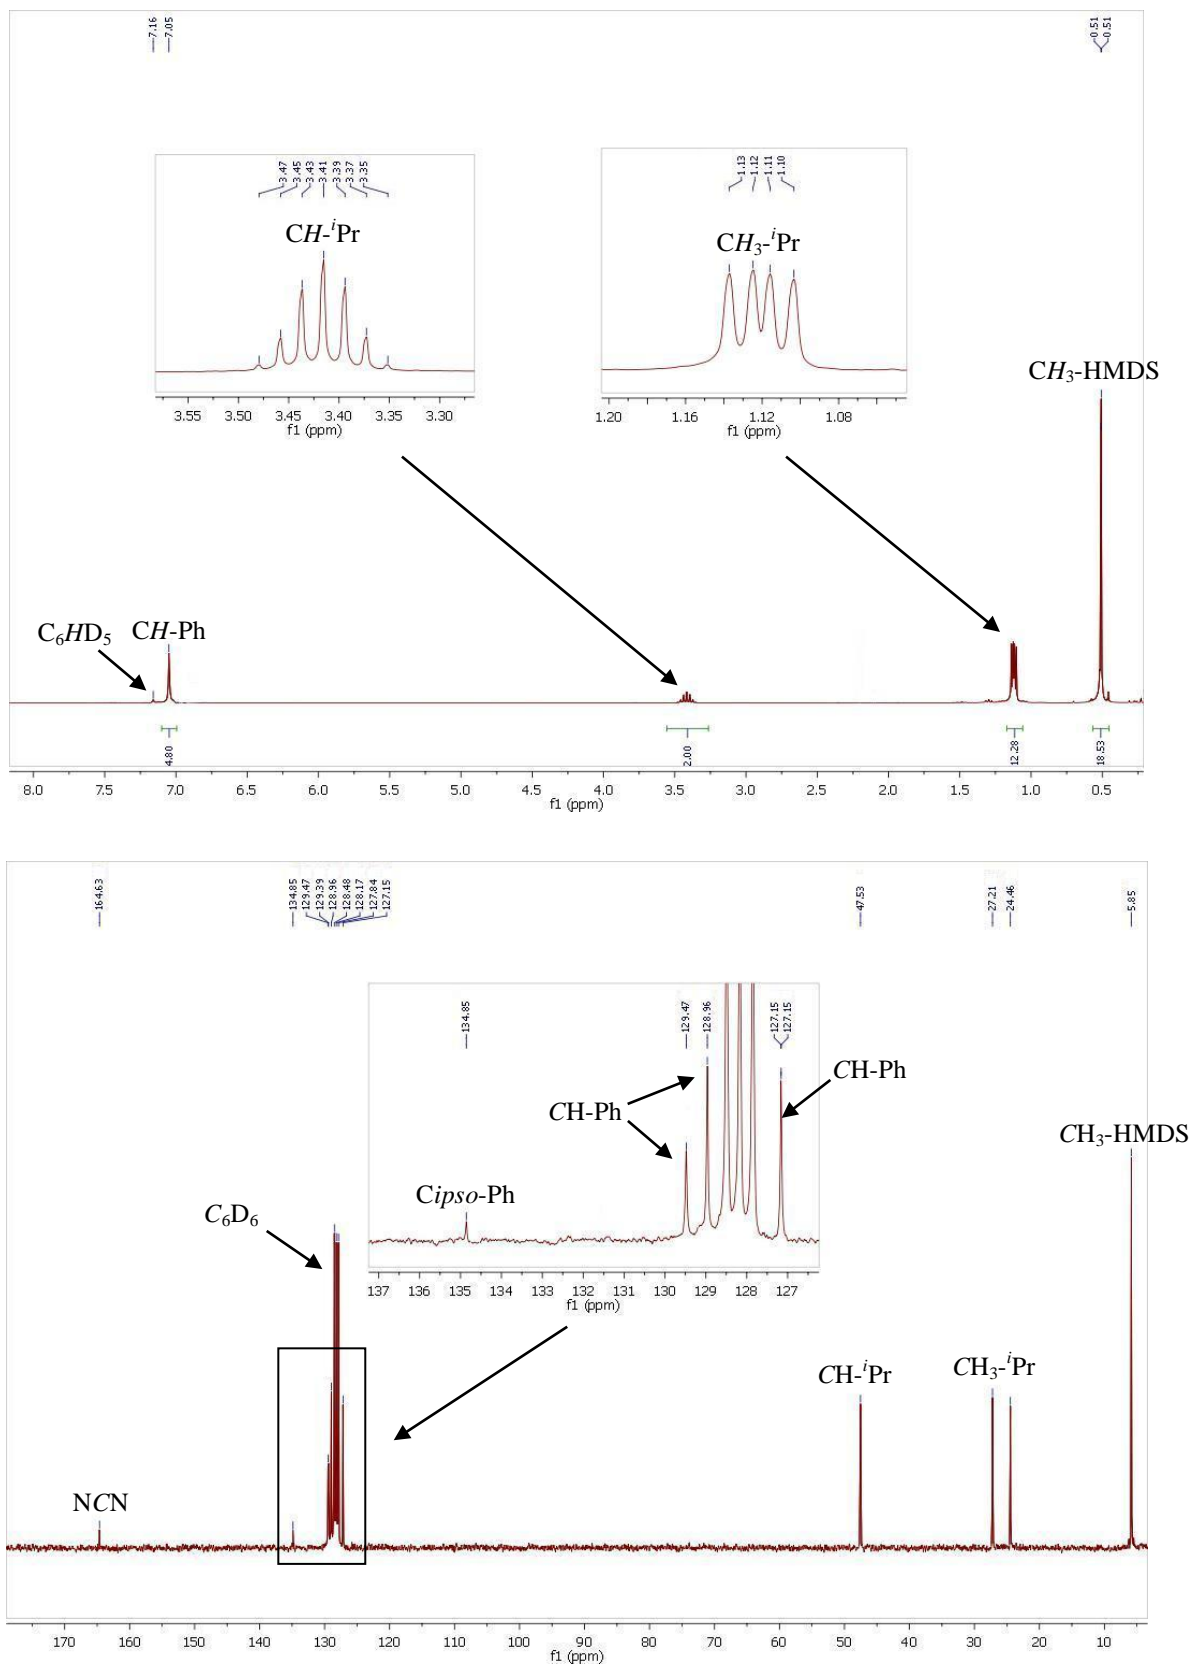 7.16
7.05
0.51
0.51
3.47
3.45
3.43
3.41
3.39
3.37
3.35
CH-ⁱPr
3.55 3.50 3.45 3.40 3.35 3.30
f1 (ppm)
1.13
1.12
1.11
1.10
CH₃-ⁱPr
1.20 1.16 1.12 1.08
f1 (ppm)
CH₃-HMDS
C₆HD₅ CH-Ph
4.80
2.00
12.28
18.53
8.0 7.5 7.0 6.5 6.0 5.5 5.0 4.5 4.0 3.5 3.0 2.5 2.0 1.5 1.0 0.5
f1 (ppm)
164.63
134.85
129.47
129.39
128.96
128.48
128.17
127.84
127.15
47.53
27.21
24.46
5.85
134.85
129.47
128.96
127.15
127.15
CH-Ph
CH-Ph
Cipso-Ph
137 136 135 134 133 132 131 130 129 128 127
f1 (ppm)
CH₃-HMDS
C₆D₆
CH-ⁱPr
CH₃-ⁱPr
NCN
170 160 150 140 130 120 110 100 90 80 70 60 50 40 30 20 10
f1 (ppm)